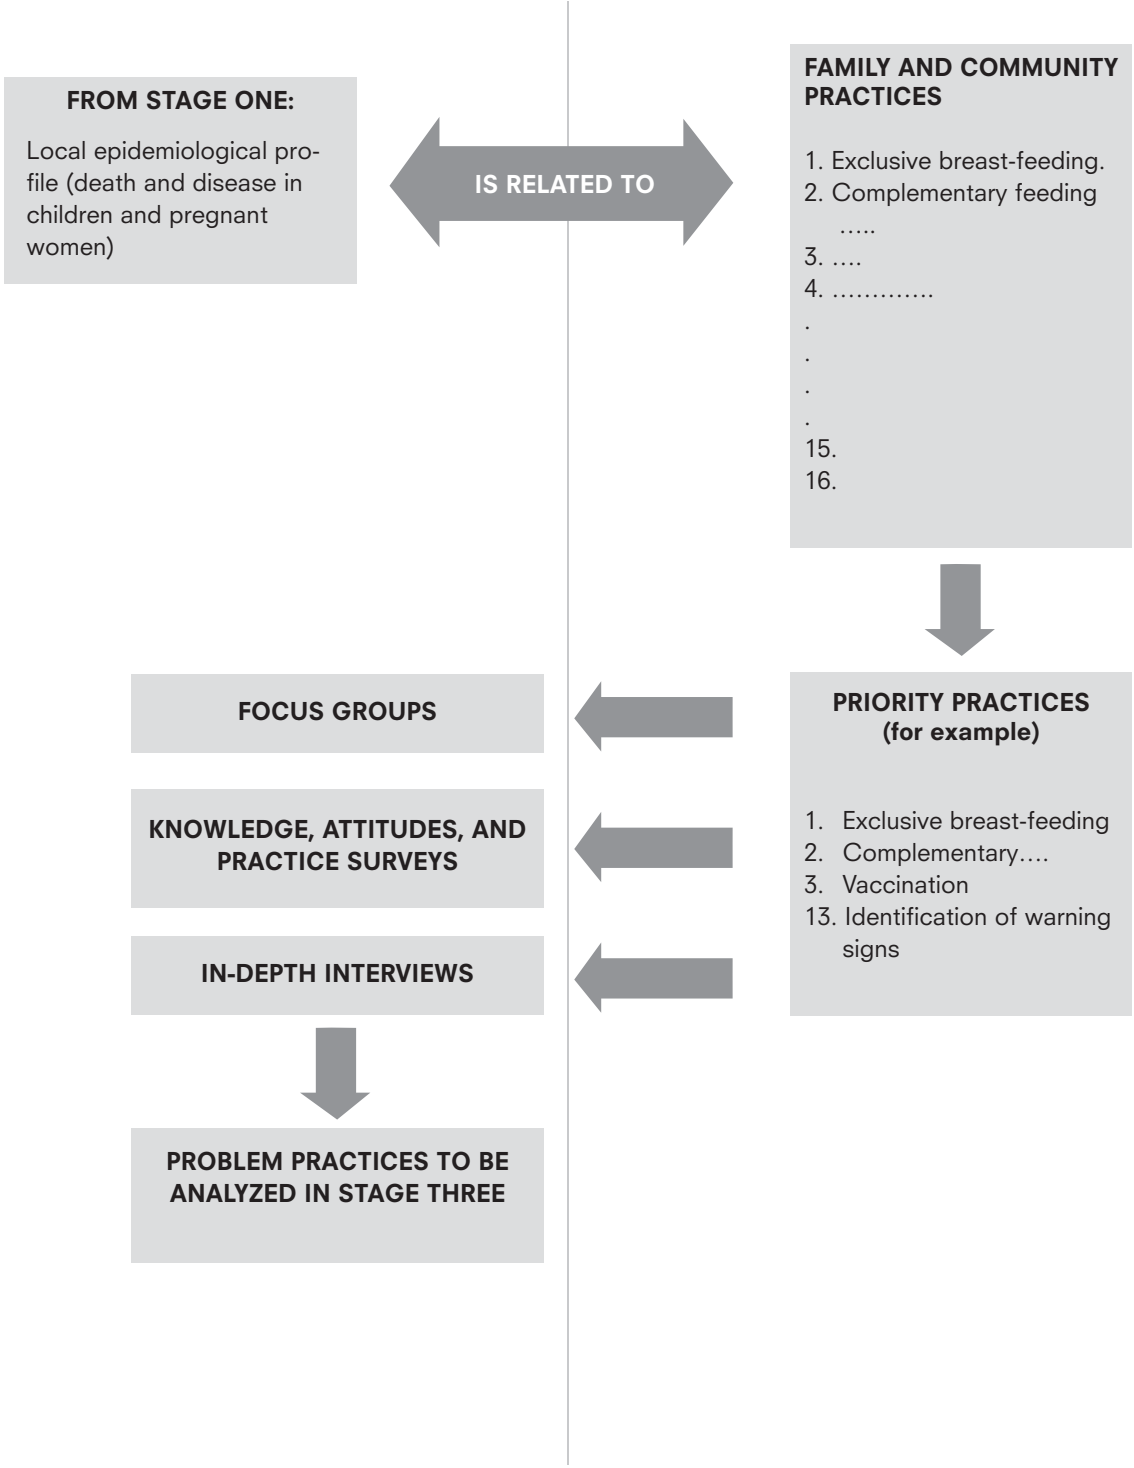 FROM STAGE ONE:
Local epidemiological pro-
file (death and disease in
children and pregnant
women)
IS RELATED TO
FAMILY AND COMMUNITY
PRACTICES
1. Exclusive breast-feeding.
2. Complementary feeding
…..
3. ….
4. ………….
.
.
.
.
15.
16.
PRIORITY PRACTICES
(for example)
1. Exclusive breast-feeding
2. Complementary….
3. Vaccination
13. Identification of warning
signs
FOCUS GROUPS
KNOWLEDGE, ATTITUDES, AND
PRACTICE SURVEYS
IN-DEPTH INTERVIEWS
PROBLEM PRACTICES TO BE
ANALYZED IN STAGE THREE